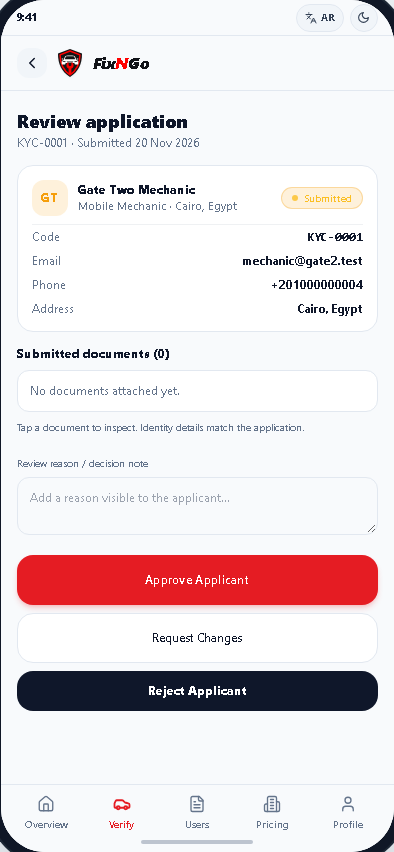 9:41
AR
FixNGo
Review application
KYC-0001 · Submitted 20 Nov 2026
GT
Gate Two Mechanic
Mobile Mechanic · Cairo, Egypt
Submitted
Code
KYC-0001
Email
mechanic@gate2.test
Phone
+201000000004
Address
Cairo, Egypt
Submitted documents (0)
No documents attached yet.
Tap a document to inspect. Identity details match the application.
Review reason / decision note
Add a reason visible to the applicant...
Approve Applicant
Request Changes
Reject Applicant
Overview
Verify
Users
Pricing
Profile